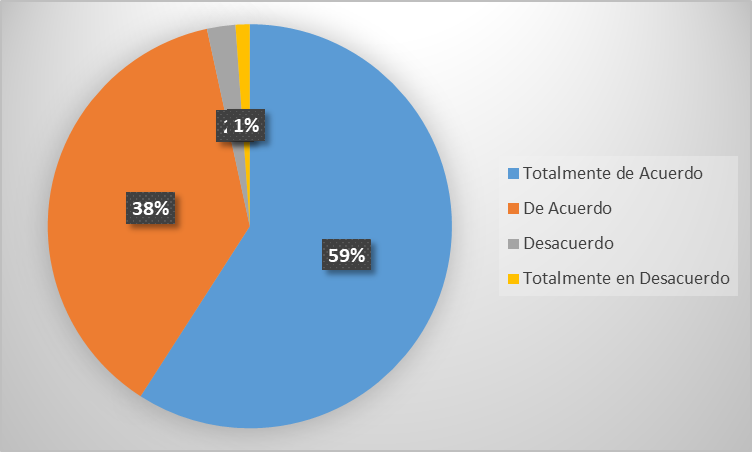 1%
38%
59%
Totalmente de Acuerdo
De Acuerdo
Desacuerdo
Totalmente en Desacuerdo